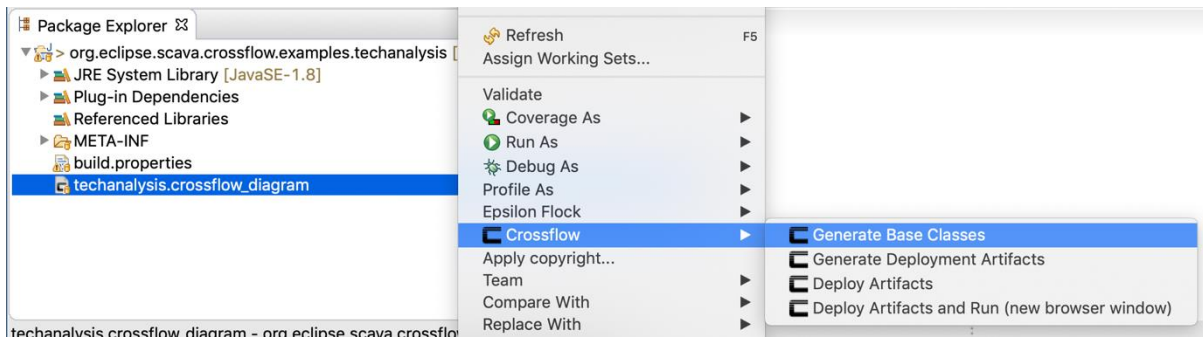 Package Explorer
> org.eclipse.scava.crossflow.examples.techanalysis [
JRE System Library [JavaSE-1.8]
Plug-in Dependencies
Referenced Libraries
META-INF
build.properties
techanalysis.crossflow_diagram
techanalysis.crossflow_diagram - org.eclipse.scava.crossflo
Refresh F5
Assign Working Sets...
Validate
Coverage As
Run As
Debug As
Profile As
Epsilon Flock
Crossflow
Apply copyright...
Team
Compare With
Replace With
Generate Base Classes
Generate Deployment Artifacts
Deploy Artifacts
Deploy Artifacts and Run (new browser window)